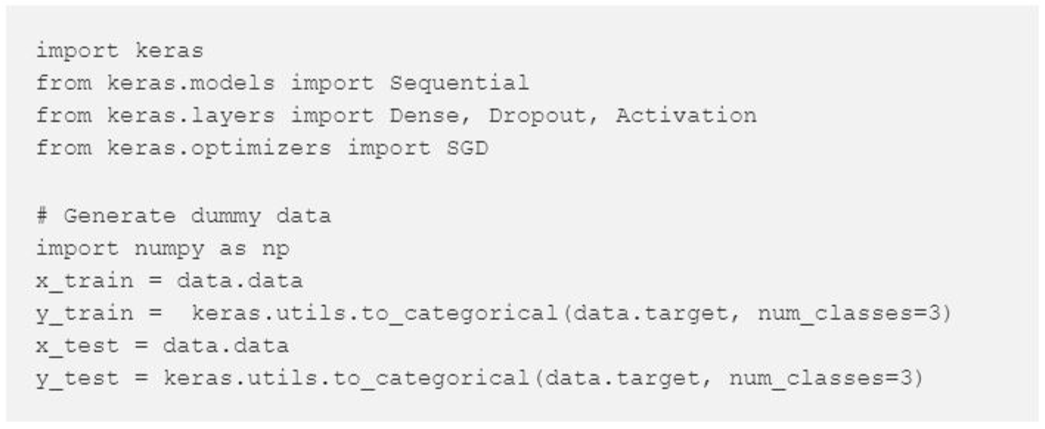 import keras
from keras.models import Sequential
from keras.layers import Dense, Dropout, Activation
from keras.optimizers import SGD
# Generate dummy data
import numpy as np
x_train = data.data
y_train =  keras.utils.to_categorical(data.target, num_classes=3)
x_test = data.data
y_test = keras.utils.to_categorical(data.target, num_classes=3)